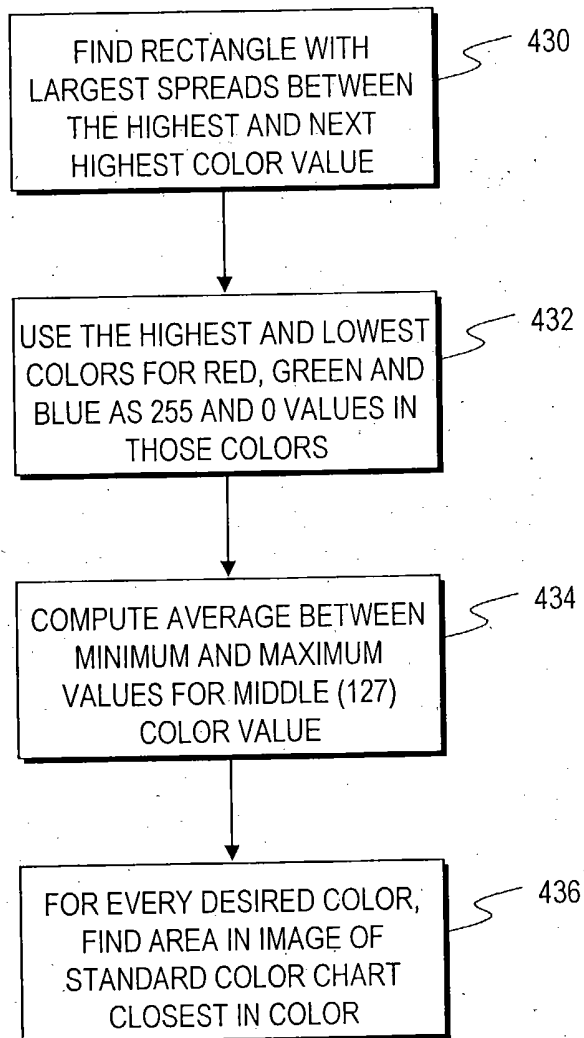 FIND RECTANGLE WITH
LARGEST SPREADS BETWEEN
THE HIGHEST AND NEXT
HIGHEST COLOR VALUE
430
USE THE HIGHEST AND LOWEST
COLORS FOR RED, GREEN AND
BLUE AS 255 AND 0 VALUES IN
THOSE COLORS
432
COMPUTE AVERAGE BETWEEN
MINIMUM AND MAXIMUM
VALUES FOR MIDDLE (127)
COLOR VALUE
434
FOR EVERY DESIRED COLOR,
FIND AREA IN IMAGE OF
STANDARD COLOR CHART
CLOSEST IN COLOR
436